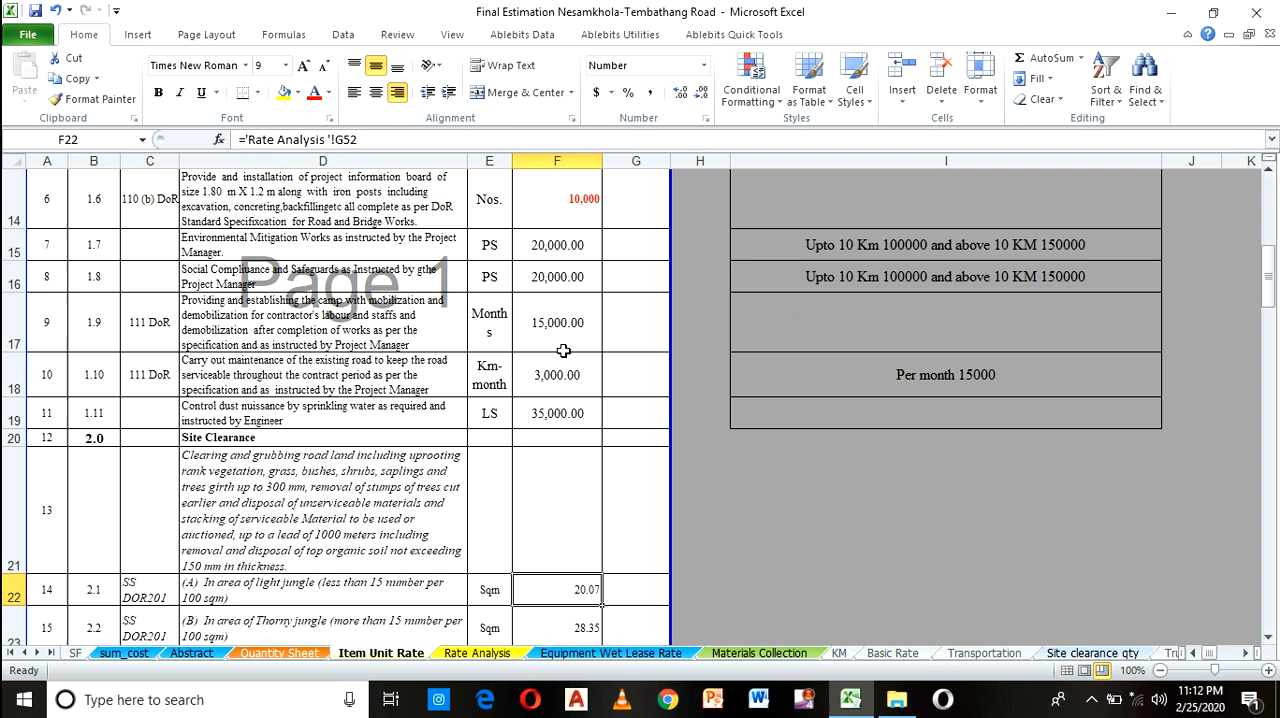 Final Estimation Nesamkhola-Tembathang Road - Microsoft Excel
File Home Insert Page Layout Formulas Data Review View Ablebits Data Ablebits Utilities Ablebits Quick Tools
Paste
Cut
Copy
Format Painter
Clipboard
Times New Roman 9
B I U
Font
Wrap Text
Merge & Center
Alignment
Number
$ % ,
Number
Conditional Formatting
Format as Table
Cell Styles
Styles
Insert Delete Format
Cells
AutoSum
Fill
Clear
Sort & Filter
Find & Select
Editing
F22 fx ='Rate Analysis '!G52
A B C D E F G H I J K
Page 1
14 6 1.6 110 (b) DoR Provide and installation of project information board of
size 1.80 m X 1.2 m along with iron posts including
excavation, concreting,backfillingetc all complete as per DoR
Standard Specifixcation for Road and Bridge Works. Nos. 10,000
15 7 1.7 Environmental Mitigation Works as instructed by the Project
Manager. PS 20,000.00 Upto 10 Km 100000 and above 10 KM 150000
16 8 1.8 Social Compliuance and Safeguards as Instructed by gthe
Project Manager PS 20,000.00 Upto 10 Km 100000 and above 10 KM 150000
17 9 1.9 111 DoR Providing and establishing the camp with mobilization and
demobilization for contractor's labour and staffs and
demobilization after completion of works as per the
specification and as instructed by Project Manager Month
s 15,000.00
18 10 1.10 111 DoR Carry out maintenance of the existing road to keep the road
serviceable throughout the contract period as per the
specification and as instructed by the Project Manager Km-
month 3,000.00 Per month 15000
19 11 1.11 Control dust nuissance by sprinkling water as required and
instructed by Engineer LS 35,000.00
20 12 2.0 Site Clearance
21 13 Clearing and grubbing road land including uprooting
rank vegetation, grass, bushes, shrubs, saplings and
trees girth up to 300 mm, removal of stumps of trees cut
earlier and disposal of unserviceable materials and
stacking of serviceable Material to be used or
auctioned, up to a lead of 1000 meters including
removal and disposal of top organic soil not exceeding
150 mm in thickness.
22 14 2.1 SS
DOR201 (A) In area of light jungle (less than 15 number per
100 sqm) Sqm 20.07
23 15 2.2 SS
DOR201 (B) In area of Thorny jungle (more than 15 number per
100 sqm) Sqm 28.35
SF sum_cost Abstract Quantity Sheet Item Unit Rate Rate Analysis Equipment Wet Lease Rate Materials Collection KM Basic Rate Transportation Site clearance qty
Ready 100%
Type here to search
11:12 PM
2/25/2020